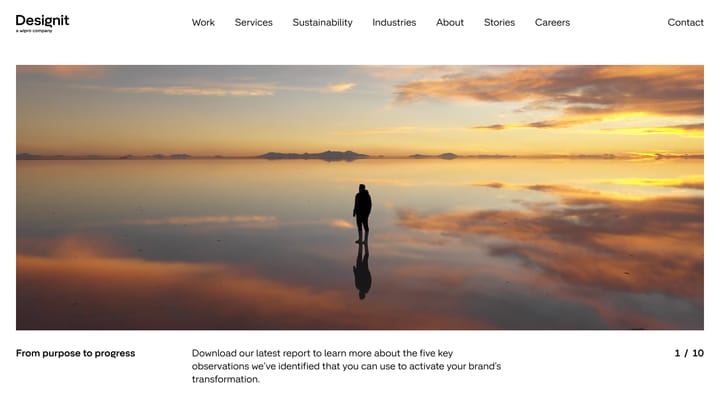 Designit
a wipro company
Work
Services
Sustainability
Industries
About
Stories
Careers
Contact
From purpose to progress
Download our latest report to learn more about the five key
observations we've identified that you can use to activate your brand's
transformation.
1 / 10